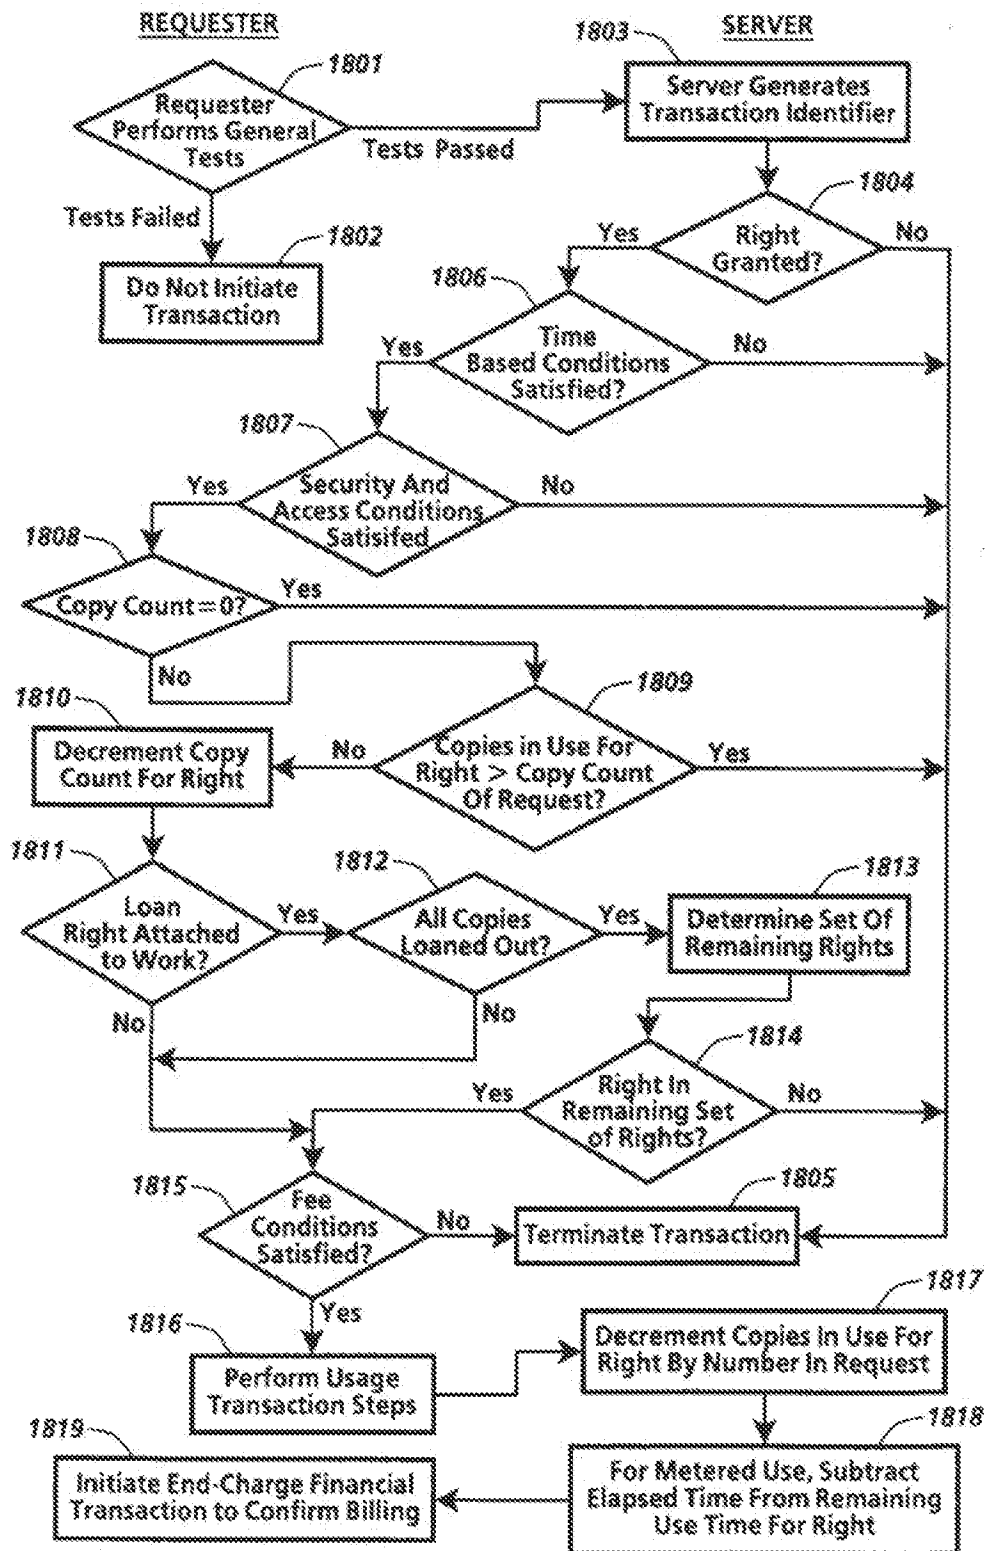 REQUESTER
SERVER
1801
Requester
Performs General
Tests
Tests Passed
Tests Failed
1802
Do Not Initiate
Transaction
1803
Server Generates
Transaction Identifier
1804
Right
Granted?
Yes
No
1806
Time
Based Conditions
Satisfied?
Yes
No
1807
Security And
Access Conditions
Satisifed
Yes
No
1808
Copy Count=0?
Yes
No
1809
Copies in Use For
Right > Copy Count
Of Request?
No
Yes
1810
Decrement Copy
Count For Right
1811
Loan
Right Attached
to Work?
Yes
No
1812
All Copies
Loaned Out?
Yes
No
1813
Determine Set Of
Remaining Rights
1814
Right In
Remaining Set
of Rights?
Yes
No
1815
Fee
Conditions
Satisfied?
No
Yes
1805
Terminate Transaction
1816
Perform Usage
Transaction Steps
1817
Decrement Copies In Use For
Right By Number In Request
1818
For Metered Use, Subtract
Elapsed Time From Remaining
Use Time For Right
1819
Initiate End-Charge Financial
Transaction to Confirm Billing